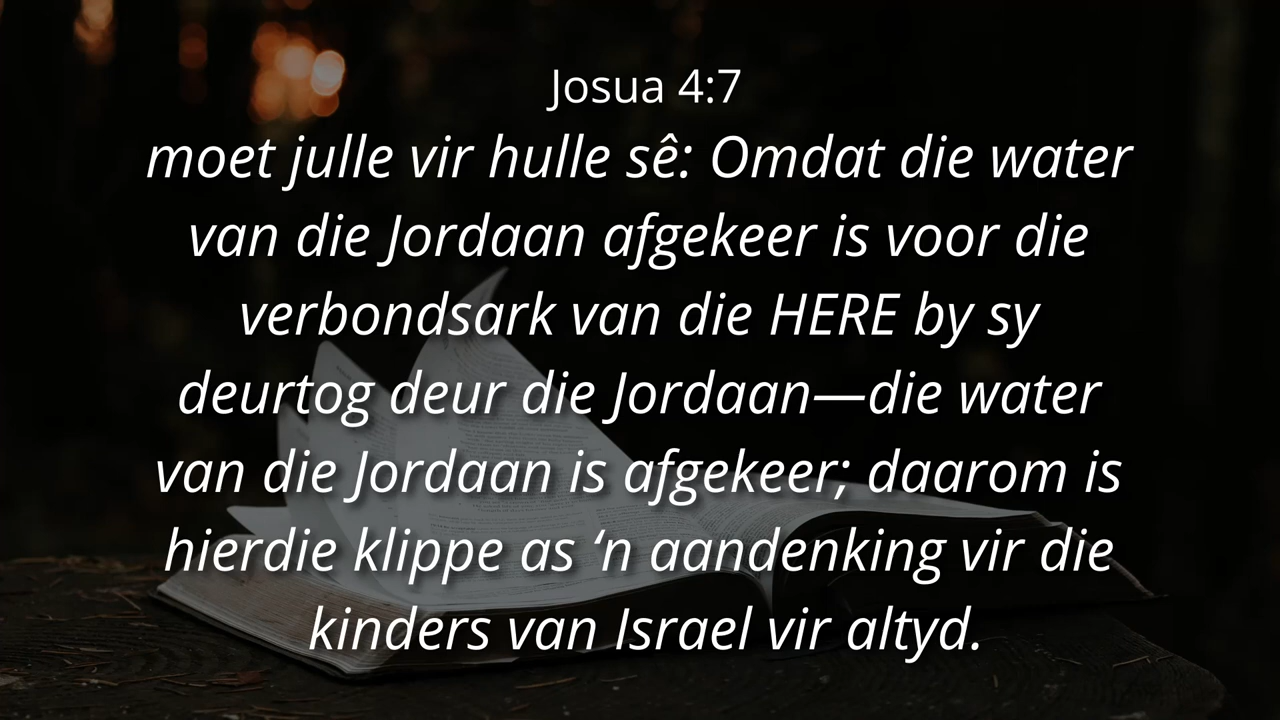 Josua 4:7
moet julle vir hulle sê: Omdat die water
van die Jordaan afgekeer is voor die
verbondsark van die HERE by sy
deurtog deur die Jordaan—die water
van die Jordaan is afgekeer; daarom is
hierdie klippe as ‘n aandenking vir die
kinders van Israel vir altyd.